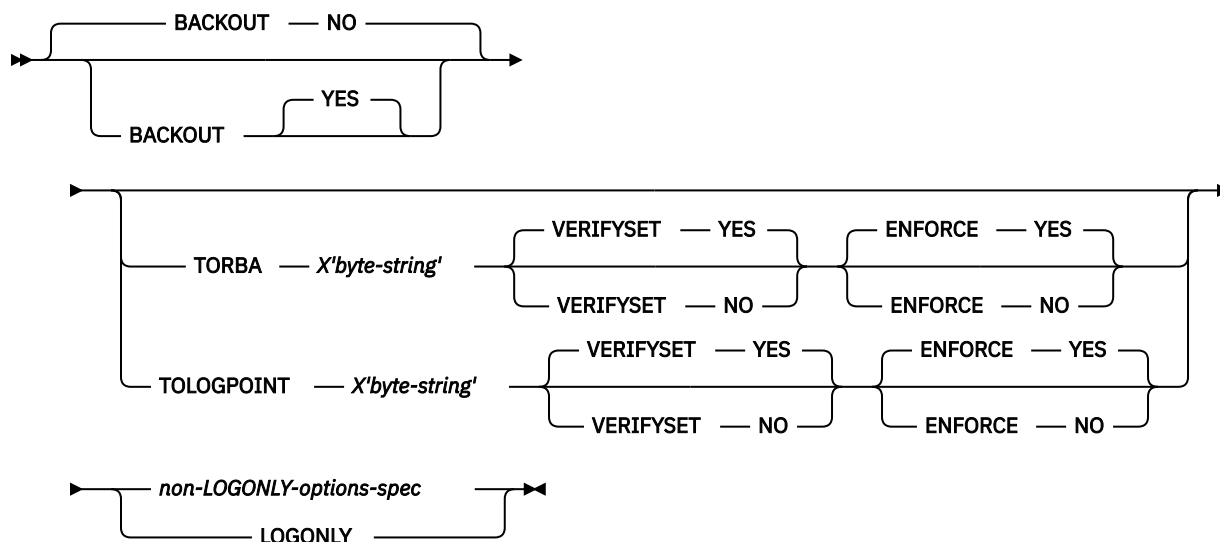 BACKOUT NO
YES
BACKOUT
VERIFYSET YES ENFORCE YES
TORBA X'byte-string'
VERIFYSET NO ENFORCE NO
VERIFYSET YES ENFORCE YES
TOLOGPOINT X'byte-string'
VERIFYSET NO ENFORCE NO
non-LOGONLY-options-spec
LOGONLY